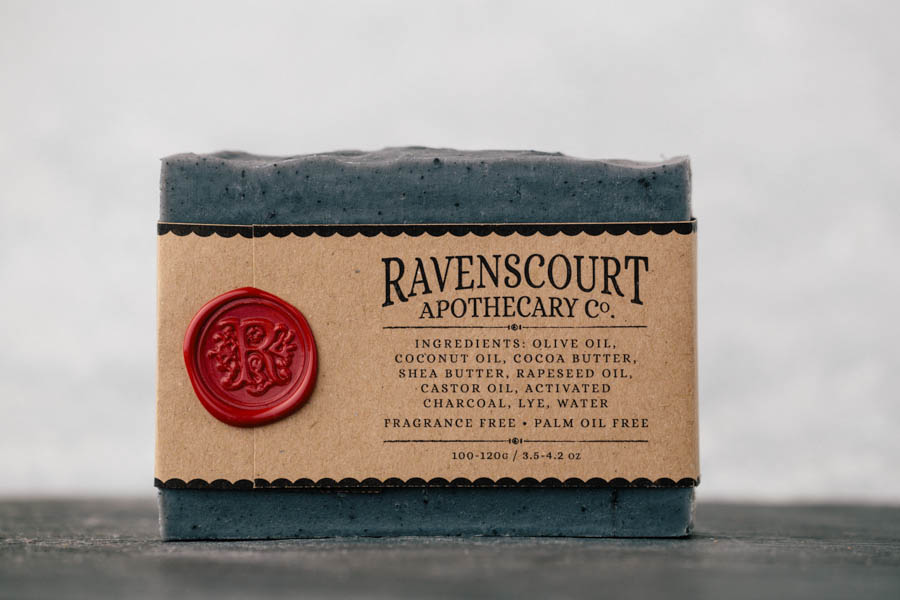 R
RAVENSCOURT
APOTHECARY Co.
INGREDIENTS: OLIVE OIL,
COCONUT OIL, COCOA BUTTER,
SHEA BUTTER, RAPESEED OIL,
CASTOR OIL, ACTIVATED
CHARCOAL, LYE, WATER
FRAGRANCE FREE • PALM OIL FREE
100-120G / 3.5-4.2 OZ